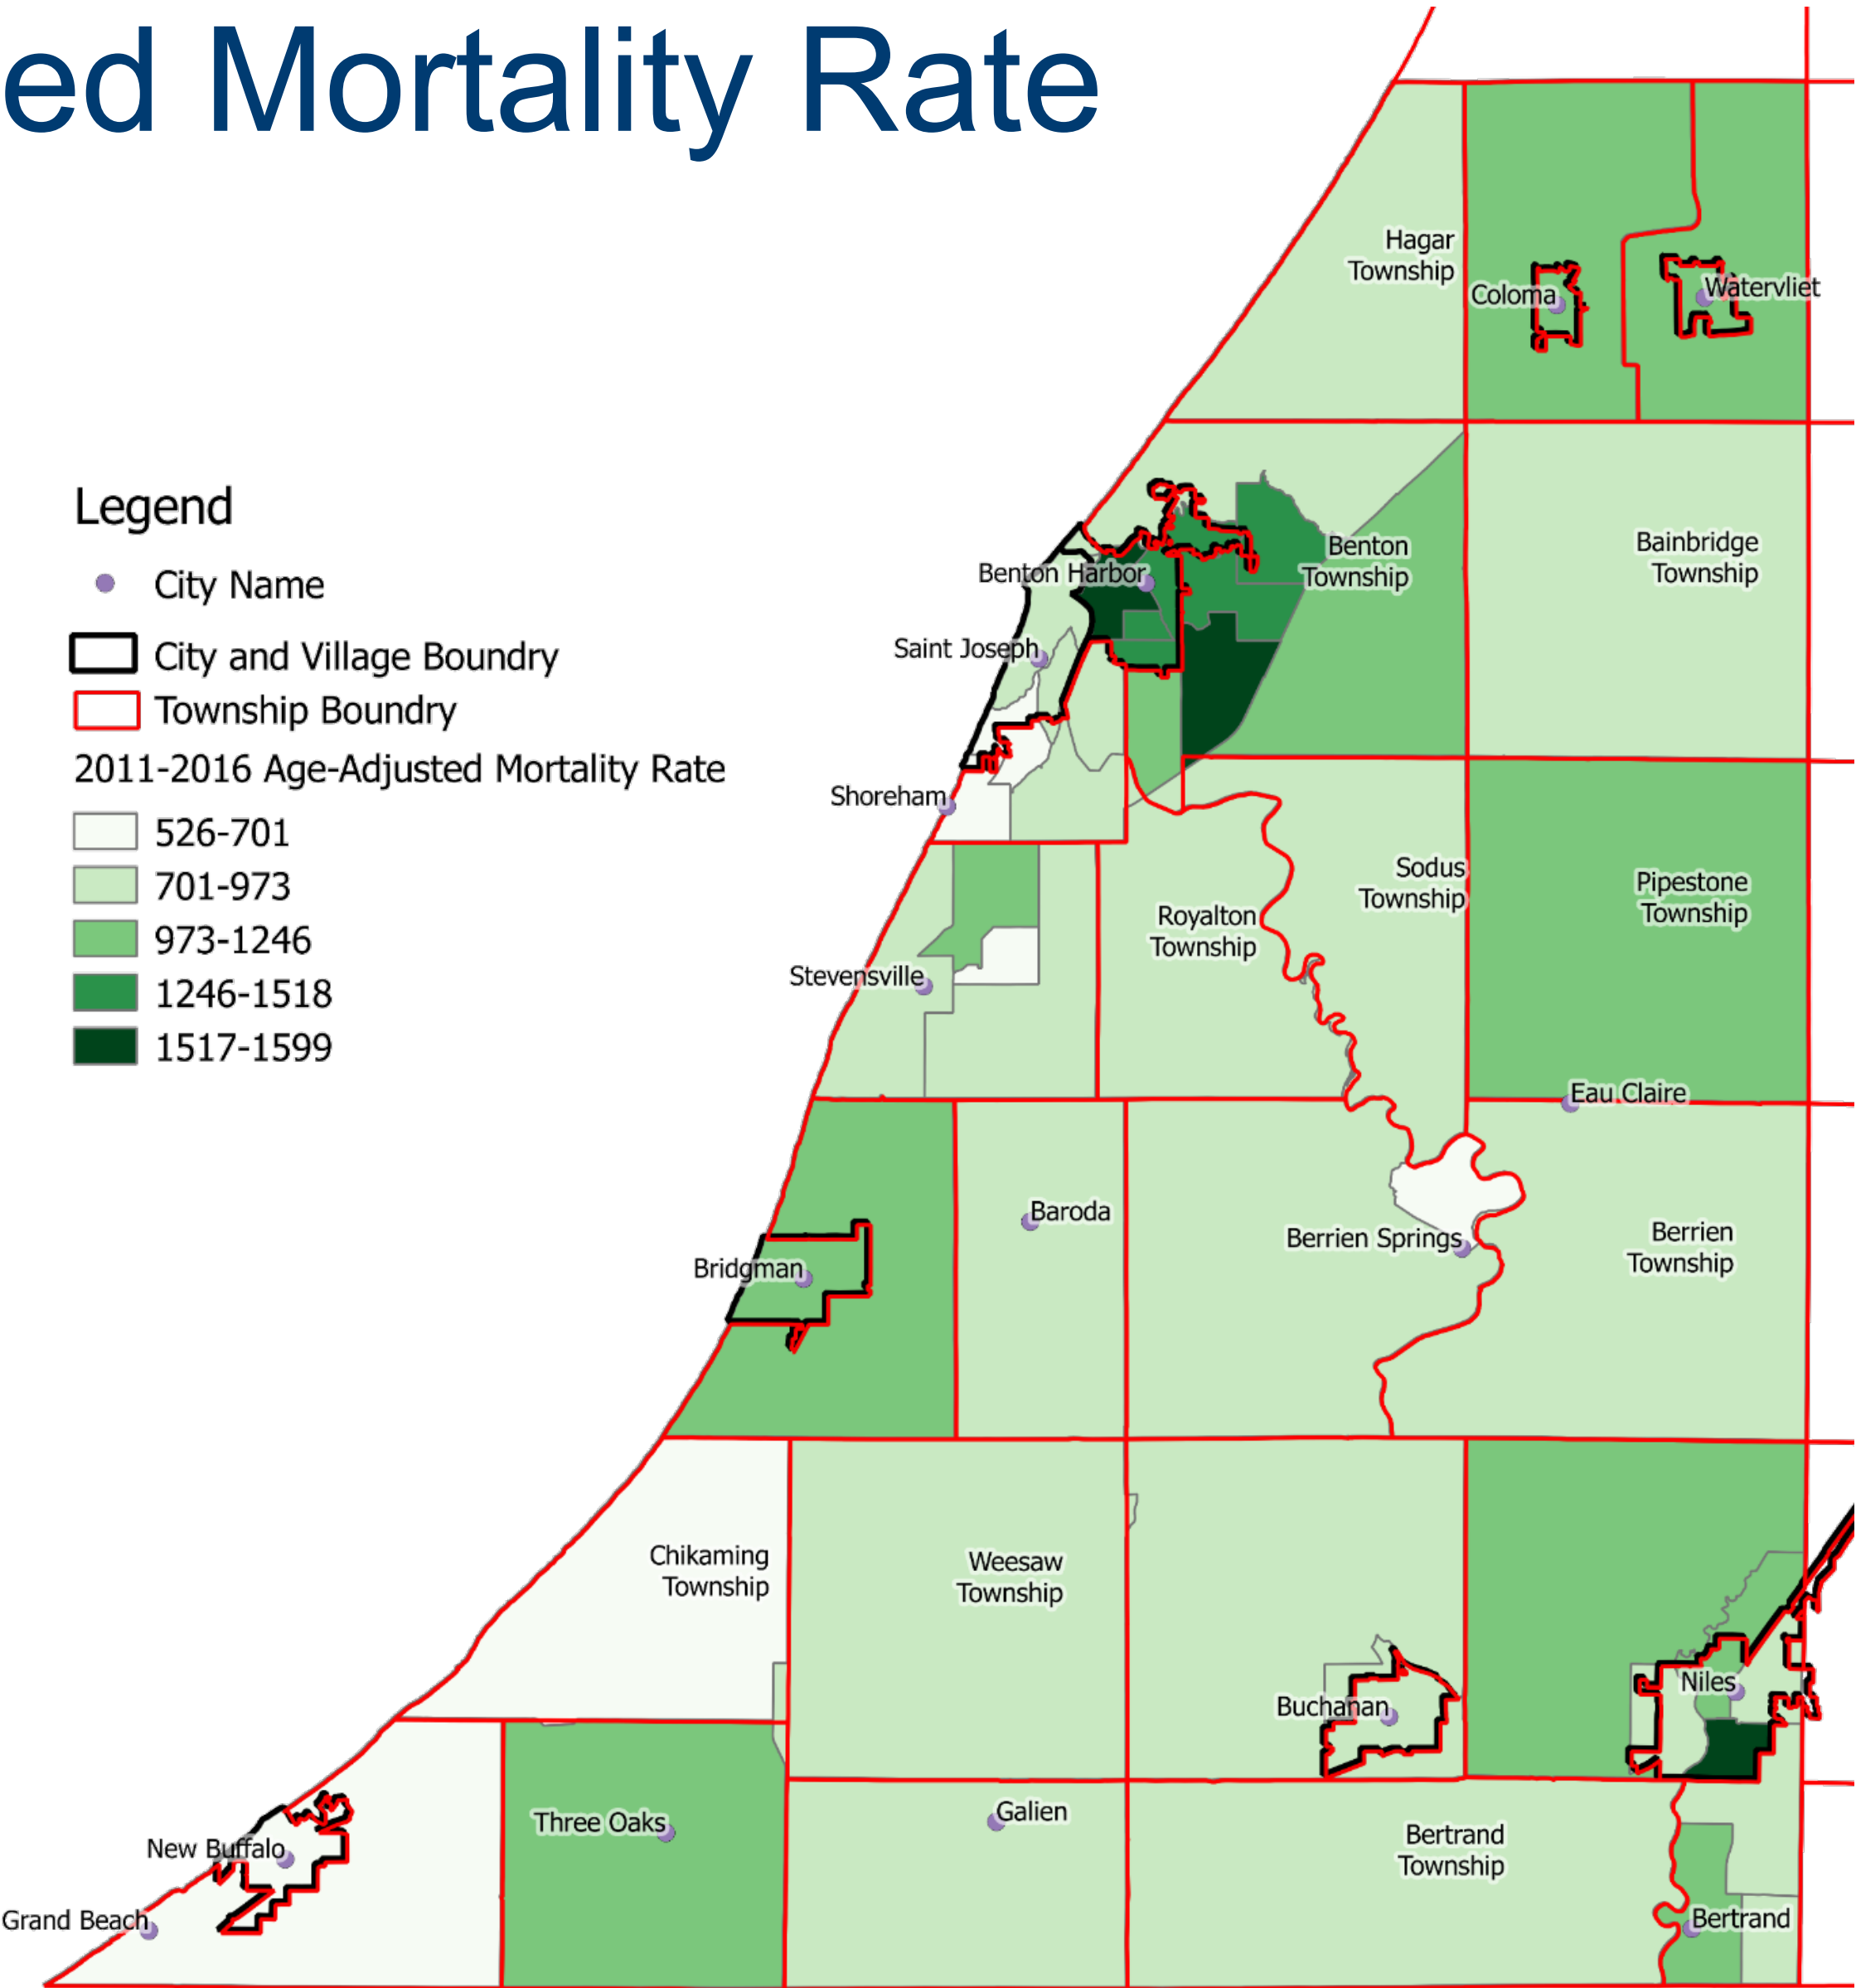 ed Mortality Rate
Hagar
Township
Coloma
Watervliet
Legend
City Name
City and Village Boundry
Township Boundry
2011-2016 Age-Adjusted Mortality Rate
526-701
701-973
973-1246
1246-1518
1517-1599
Benton
Township
Bainbridge
Township
Benton Harbor
Saint Joseph
Shoreham
Sodus
Township
Pipestone
Township
Royalton
Township
Stevensville
Eau Claire
Baroda
Berrien Springs
Berrien
Township
Bridgman
Chikaming
Township
Weesaw
Township
Niles
Buchanan
Three Oaks
Galien
Bertrand
Township
New Buffalo
Grand Beach
Bertrand